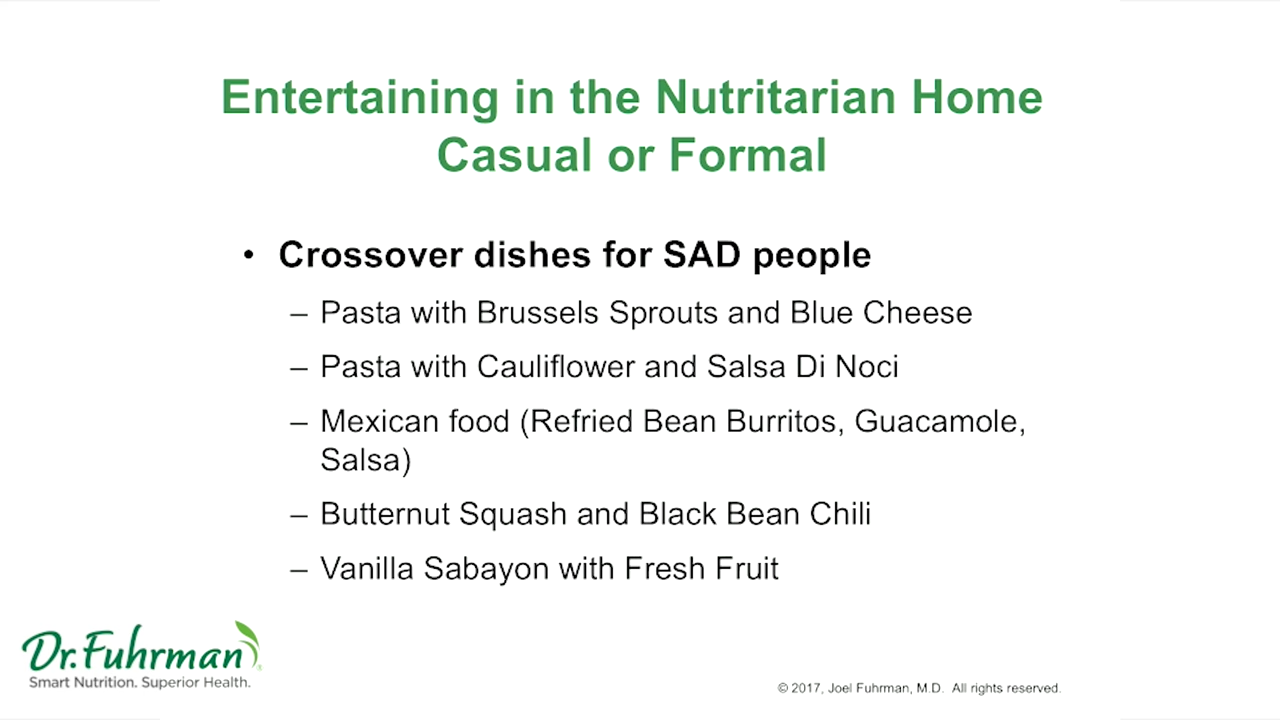 Entertaining in the Nutritarian Home
Casual or Formal
• Crossover dishes for SAD people
– Pasta with Brussels Sprouts and Blue Cheese
– Pasta with Cauliflower and Salsa Di Noci
– Mexican food (Refried Bean Burritos, Guacamole,
Salsa)
– Butternut Squash and Black Bean Chili
– Vanilla Sabayon with Fresh Fruit
Dr. Fuhrman
Smart Nutrition. Superior Health.
© 2017, Joel Fuhrman, M.D. All rights reserved.